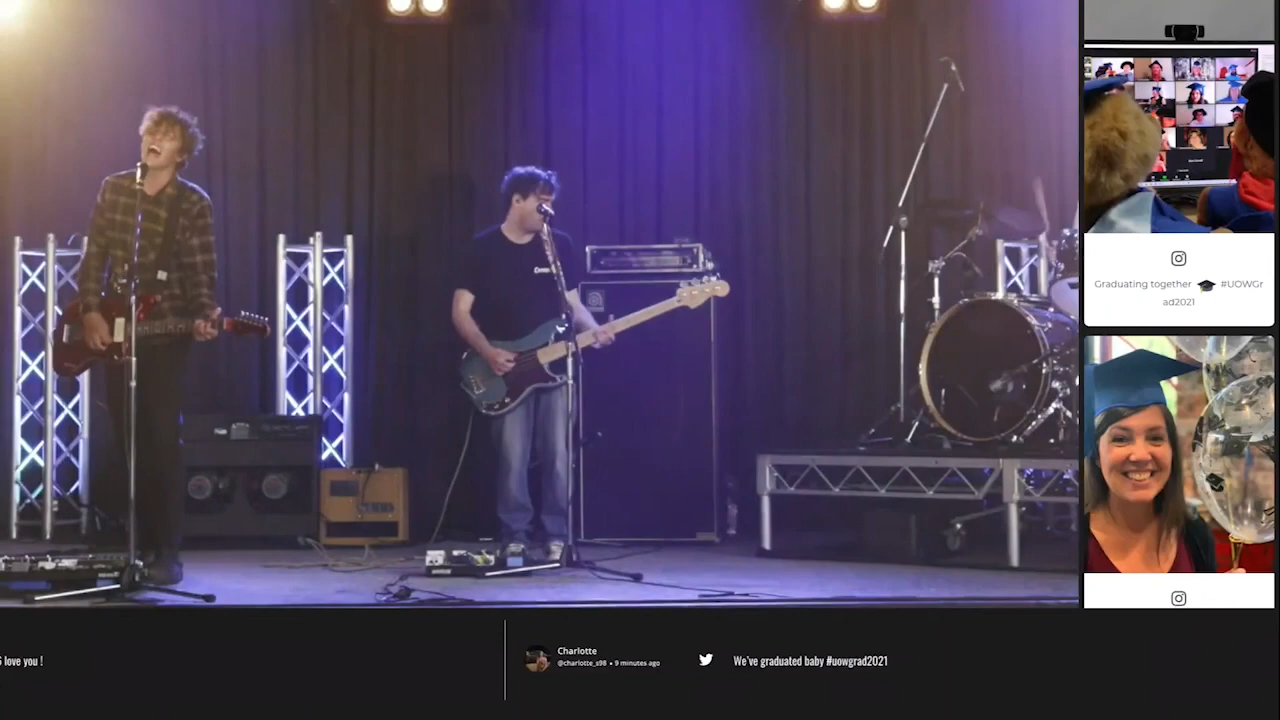 Graduating together #UOWGr
ad2021
s love you !
Charlotte
@charlotte_s98 • 9 minutes ago
We've graduated baby #uowgrad2021